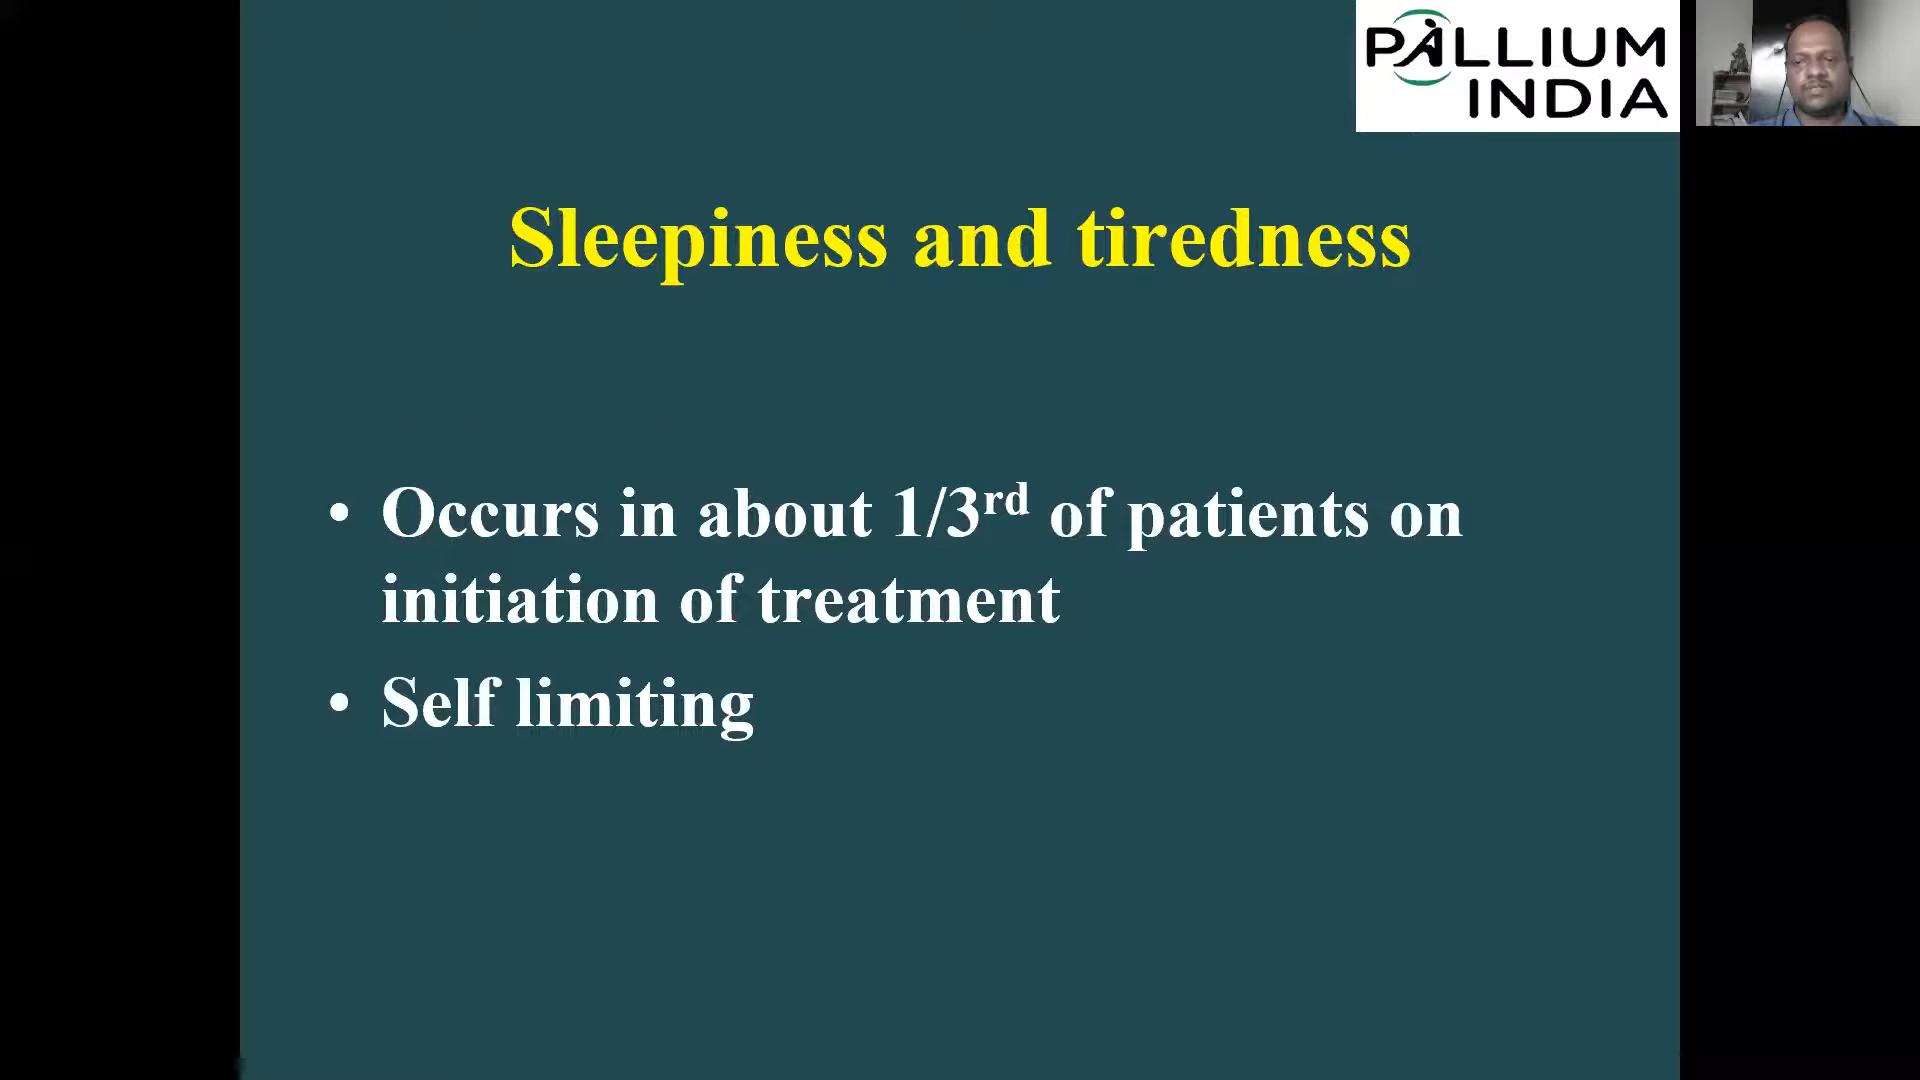 PALLIUM
INDIA
Sleepiness and tiredness
• Occurs in about 1/3rd of patients on
initiation of treatment
• Self limiting